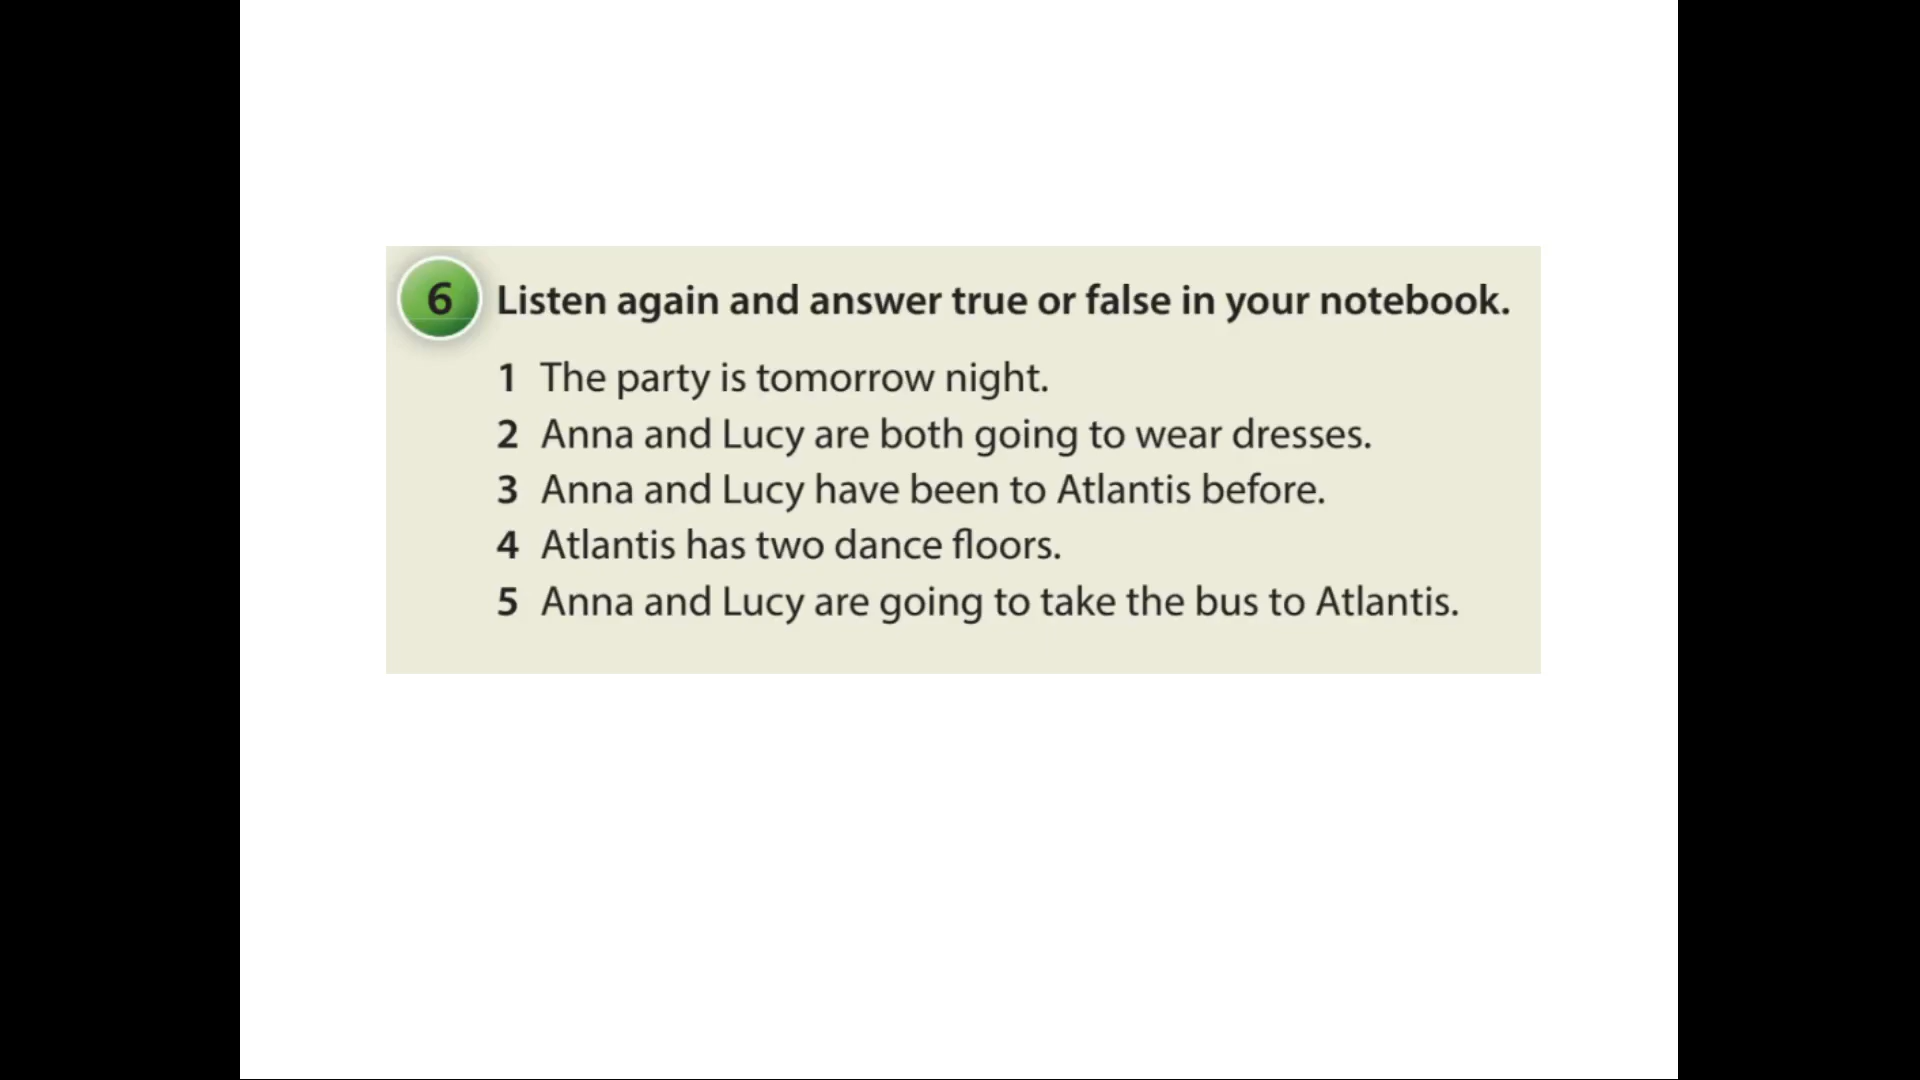 6 Listen again and answer true or false in your notebook.
1 The party is tomorrow night.
2 Anna and Lucy are both going to wear dresses.
3 Anna and Lucy have been to Atlantis before.
4 Atlantis has two dance floors.
5 Anna and Lucy are going to take the bus to Atlantis.